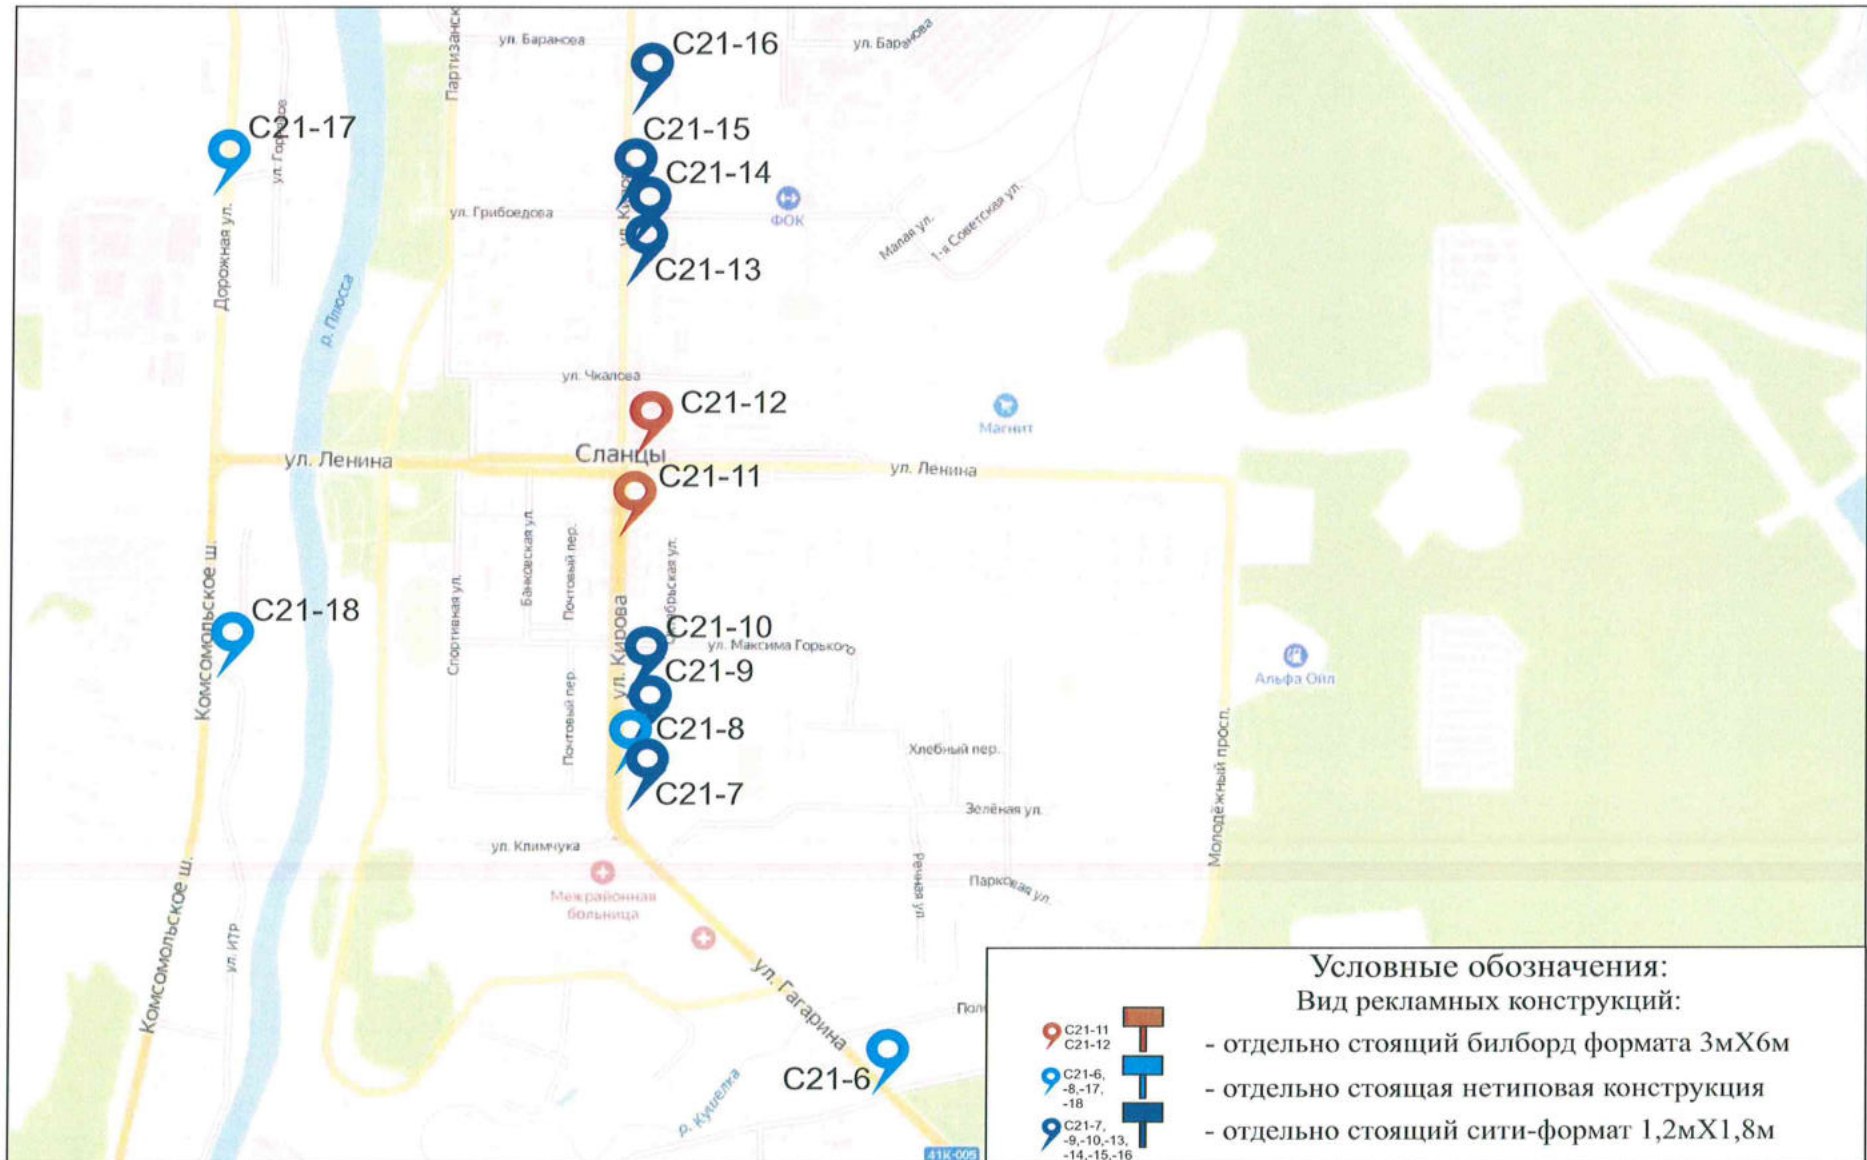 ул. Баранова
ул. Баранова
С21-16
Партизанск
С21-17
ул. Горняков
С21-15
С21-14
ул. Грибоедова
ФОК
Малая ул.
1-я Советская ул.
Дорожная ул.
С21-13
р. Плюсса
ул. Чкалова
С21-12
Магнит
Сланцы
ул. Ленина
ул. Ленина
С21-11
Банковская ул.
Почтовый пер.
Комсомольское ш.
Спортивная ул.
ул. Кирова
С21-18
С21-10
ул. Максима Горького
С21-9
Альфа Ойл
Почтовый пер.
С21-8
Хлебный пер.
С21-7
Зелёная ул.
Молодёжный просп.
ул. Климчука
Межрайонная
больница
Речная ул.
Парковая ул.
Комсомольское ш.
ул. ИТР
ул. Гагарина
Поле
С21-6
р. Кушелка
41К-005
Условные обозначения:
Вид рекламных конструкций:
С21-11
С21-12
- отдельно стоящий билборд формата 3мХ6м
С21-6,
-8,-17,
-18
- отдельно стоящая нетиповая конструкция
С21-7,
-9,-10,-13,
-14,-15,-16
- отдельно стоящий сити-формат 1,2мХ1,8м